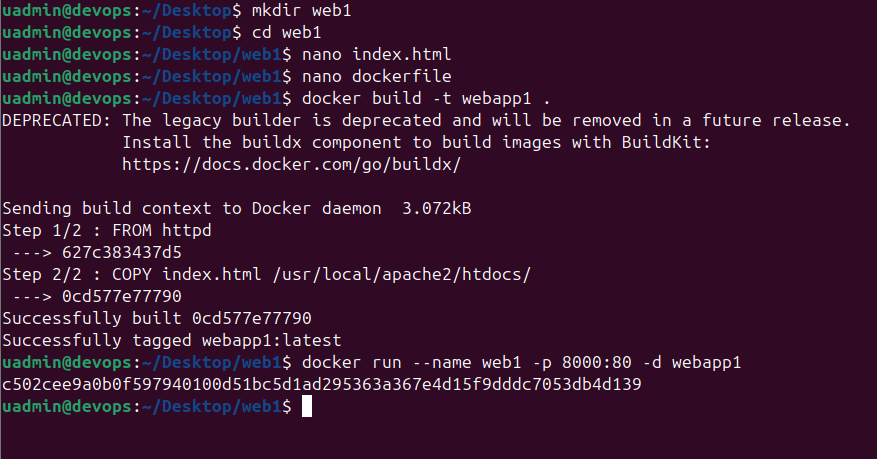 uadmin@devops:~/Desktop$ mkdir web1
uadmin@devops:~/Desktop$ cd web1
uadmin@devops:~/Desktop/web1$ nano index.html
uadmin@devops:~/Desktop/web1$ nano dockerfile
uadmin@devops:~/Desktop/web1$ docker build -t webapp1 .
DEPRECATED: The legacy builder is deprecated and will be removed in a future release.
            Install the buildx component to build images with BuildKit:
            https://docs.docker.com/go/buildx/

Sending build context to Docker daemon  3.072kB
Step 1/2 : FROM httpd
 ---> 627c383437d5
Step 2/2 : COPY index.html /usr/local/apache2/htdocs/
 ---> 0cd577e77790
Successfully built 0cd577e77790
Successfully tagged webapp1:latest
uadmin@devops:~/Desktop/web1$ docker run --name web1 -p 8000:80 -d webapp1
c502cee9a0b0f597940100d51bc5d1ad295363a367e4d15f9dddc7053db4d139
uadmin@devops:~/Desktop/web1$